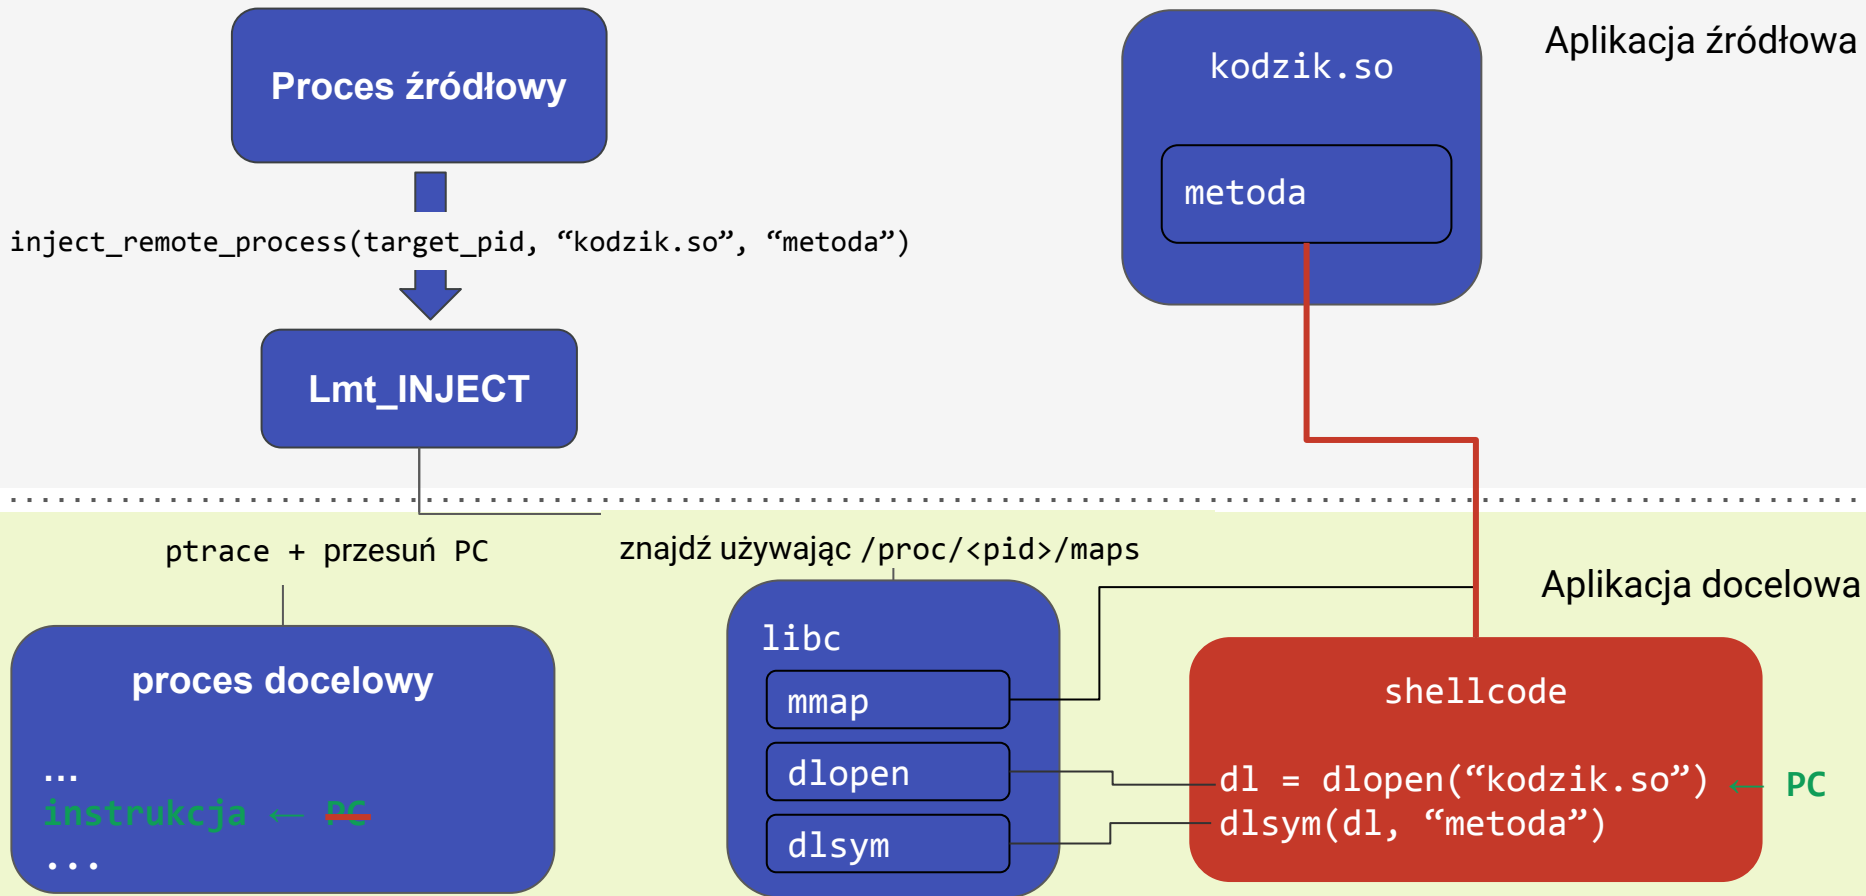 Proces źródłowy
inject_remote_process(target_pid, “kodzik.so”, “metoda”)
Lmt_INJECT
kodzik.so
metoda
Aplikacja źródłowa
ptrace + przesuń PC
proces docelowy
...
instrukcja ← PC
...
znajdź używając /proc/<pid>/maps
libc
mmap
dlopen
dlsym
Aplikacja docelowa
shellcode
dl = dlopen(“kodzik.so”) ← PC
dlsym(dl, “metoda”)